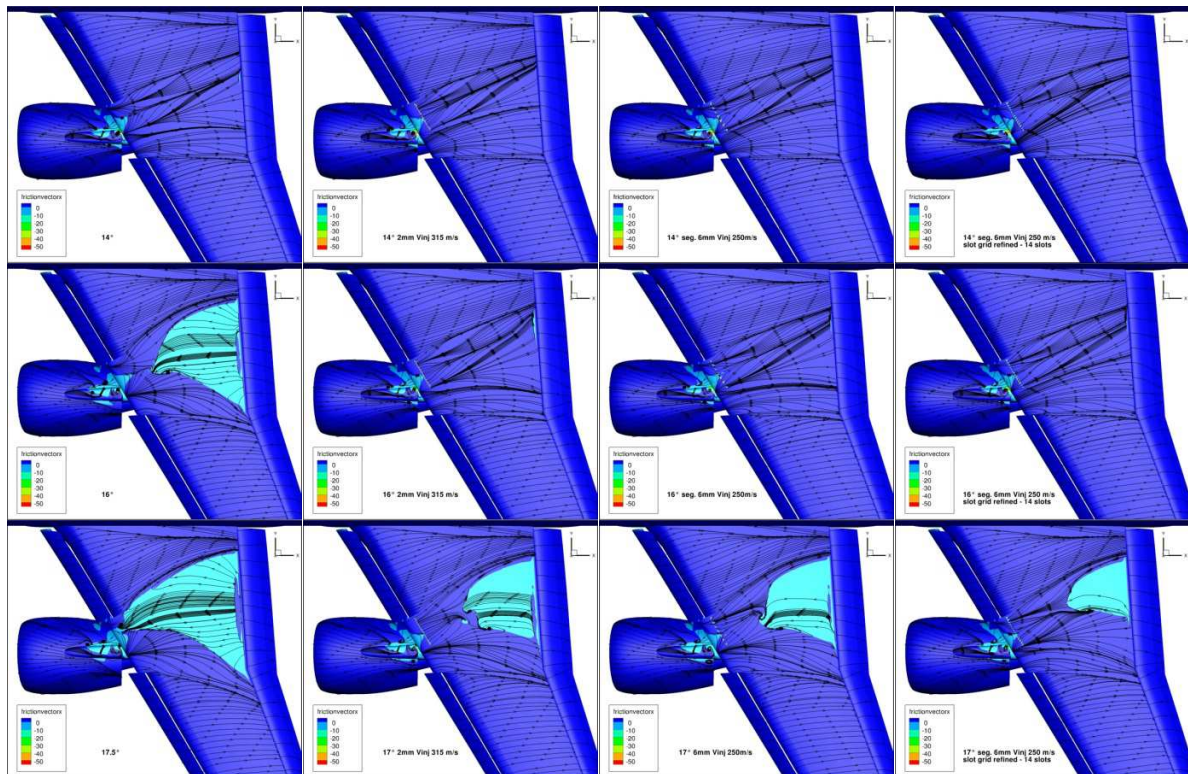 frictionvectorx
0
-10
-20
-30
-40
-50
14°
x
frictionvectorx
0
-10
-20
-30
-40
-50
14° 2mm Vinj 315 m/s
x
frictionvectorx
0
-10
-20
-30
-40
-50
14° seg. 6mm Vinj 250m/s
x
frictionvectorx
0
-10
-20
-30
-40
-50
14° seg. 6mm Vinj 250 m/s
slot grid refined - 14 slots
x
frictionvectorx
0
-10
-20
-30
-40
-50
16°
x
frictionvectorx
0
-10
-20
-30
-40
-50
16° 2mm Vinj 315 m/s
x
frictionvectorx
0
-10
-20
-30
-40
-50
16° seg. 6mm Vinj 250m/s
x
frictionvectorx
0
-10
-20
-30
-40
-50
16° seg. 6mm Vinj 250 m/s
slot grid refined - 14 slots
x
frictionvectorx
0
-10
-20
-30
-40
-50
17.5°
x
frictionvectorx
0
-10
-20
-30
-40
-50
17° 2mm Vinj 315 m/s
x
frictionvectorx
0
-10
-20
-30
-40
-50
17° 6mm Vinj 250m/s
x
frictionvectorx
0
-10
-20
-30
-40
-50
17° seg. 6mm Vinj 250 m/s
slot grid refined - 14 slots
x